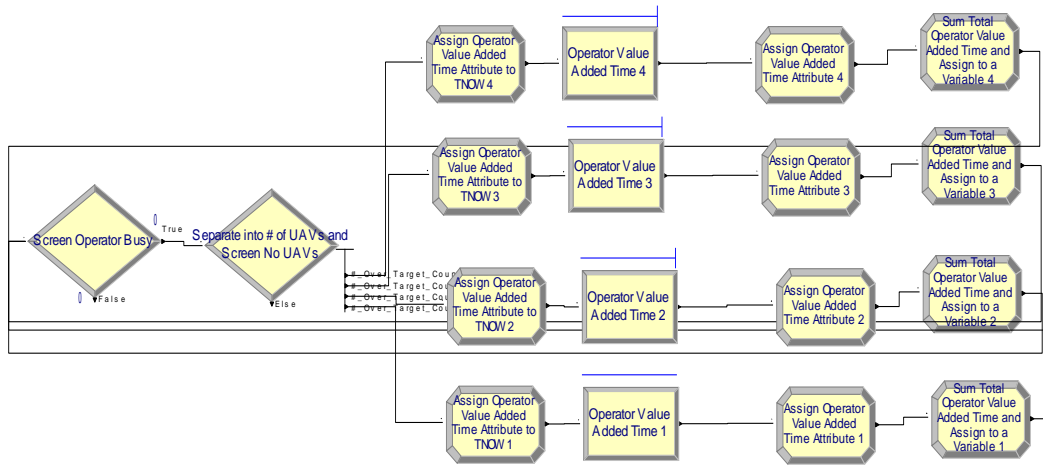 Assign Operator
Value Added
Time Attribute to
TNOW 4
Operator Value
Added Time 4
Assign Operator
Value Added
Time Attribute 4
Sum Total
Operator Value
Added Time and
Assign to a
Variable 4
Assign Operator
Value Added
Time Attribute to
TNOW 3
Operator Value
Added Time 3
Assign Operator
Value Added
Time Attribute 3
Sum Total
Operator Value
Added Time and
Assign to a
Variable 3
Screen Operator Busy
0
True
0
False
Separate into # of UAVs and
Screen No UAVs
Else
#_Over_Target_Cou
#_Over_Target_Cou
#_Over_Target_Cou
#_Over_Target_Cou
Assign Operator
Value Added
Time Attribute to
TNOW 2
Operator Value
Added Time 2
Assign Operator
Value Added
Time Attribute 2
Sum Total
Operator Value
Added Time and
Assign to a
Variable 2
Assign Operator
Value Added
Time Attribute to
TNOW 1
Operator Value
Added Time 1
Assign Operator
Value Added
Time Attribute 1
Sum Total
Operator Value
Added Time and
Assign to a
Variable 1